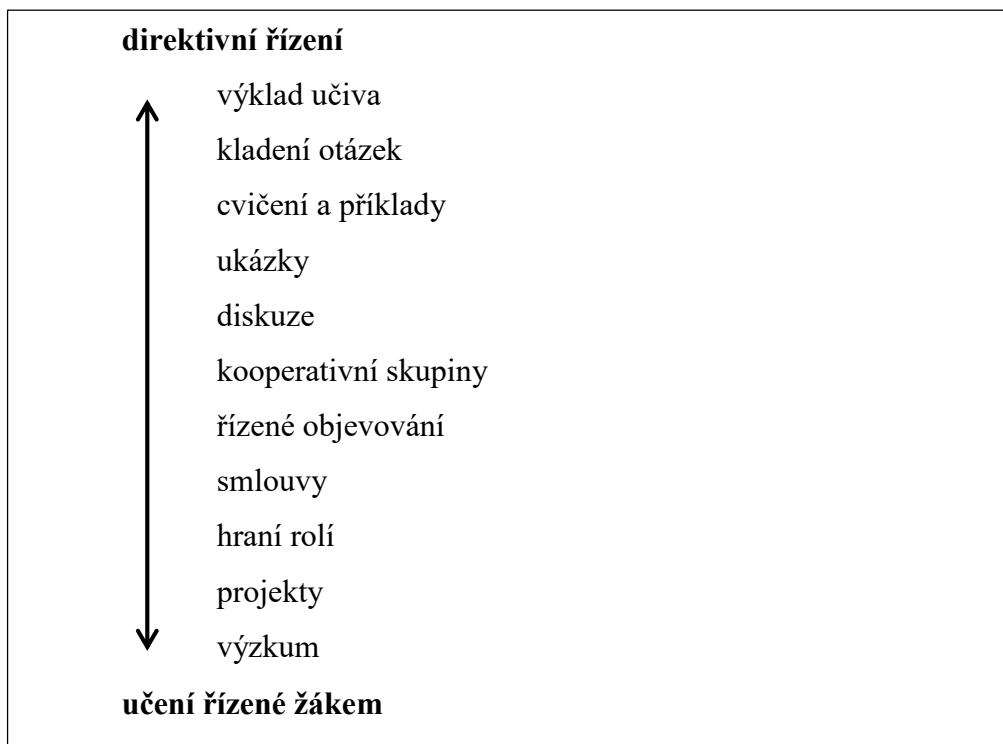 direktivní řízení
výklad učiva
kladení otázek
cvičení a příklady
ukázky
diskuze
kooperativní skupiny
řízené objevování
smlouvy
hraní rolí
projekty
výzkum
učení řízené žákem